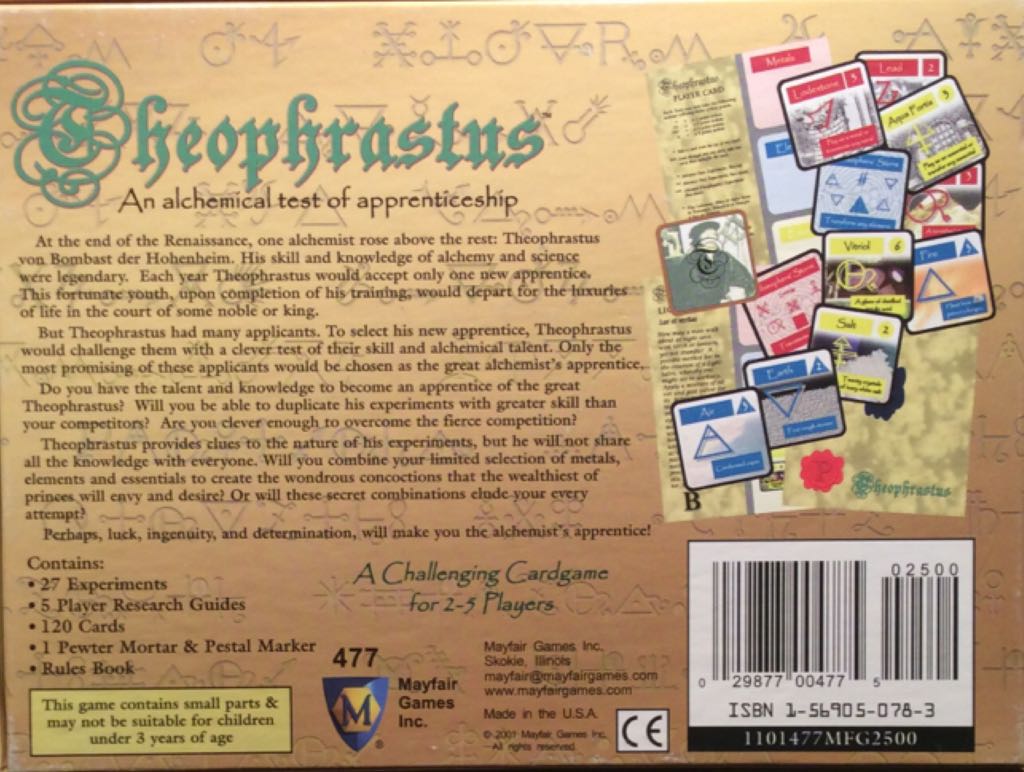 Theophrastus™
An alchemical test of apprenticeship
At the end of the Renaissance, one alchemist rose above the rest: Theophrastus
von Bombast der Hohenheim. His skill and knowledge of alchemy and science
were legendary. Each year Theophrastus would accept only one new apprentice.
This fortunate youth, upon completion of his training, would depart for the luxuries
of life in the court of some noble or king.
But Theophrastus had many applicants. To select his new apprentice, Theophrastus
would challenge them with a clever test of their skill and alchemical talent. Only the
most promising of these applicants would be chosen as the great alchemist's apprentice.
Do you have the talent and knowledge to become an apprentice of the great
Theophrastus? Will you be able to duplicate his experiments with greater skill than
your competitors? Are you clever enough to overcome the fierce competition?
Theophrastus provides clues to the nature of his experiments, but he will not share
all the knowledge with everyone. Will you combine your limited selection of metals,
elements and essentials to create the wondrous concoctions that the wealthiest of
princes will envy and desire? Or will these secret combinations elude your every
attempt?
Perhaps, luck, ingenuity, and determination, will make you the alchemist's apprentice!
Contains:
• 27 Experiments
• 5 Player Research Guides
• 120 Cards
• 1 Pewter Mortar & Pestal Marker
• Rules Book
This game contains small parts &
may not be suitable for children
under 3 years of age
A Challenging Cardgame
for 2-5 Players
477
M
®
Mayfair
Games
Inc.
Mayfair Games Inc.
Skokie, Illinois
mayfair@mayfairgames.com
www.mayfairgames.com
Made in the U.S.A.
© 2001 Mayfair Games Inc.
All rights reserved.
CE
Theophrastus
PLAYER CARD
Metals
Lodestone 3
Lead 2
Aqua Fortis 3
3
Vitriol 6
Fire
Salt 2
Earth 2
Air
B
P
Theophrastus
02500
0 29877 00477 5
ISBN 1-56905-078-3
1101477MFG2500